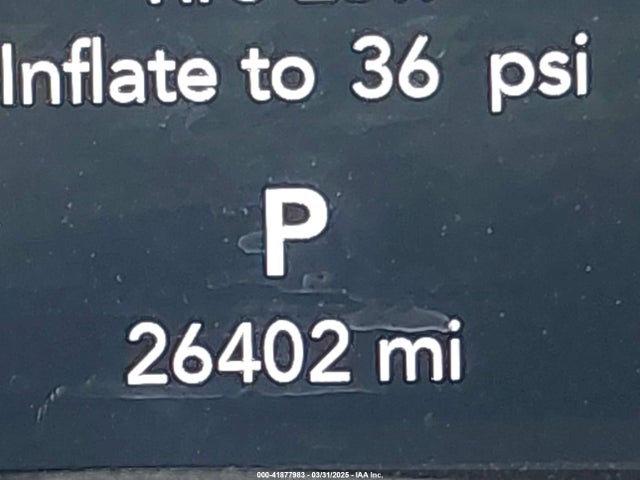 Inflate to 36 psi
P
26402 mi
000-41877983 - 03/31/2025 - IAA Inc.